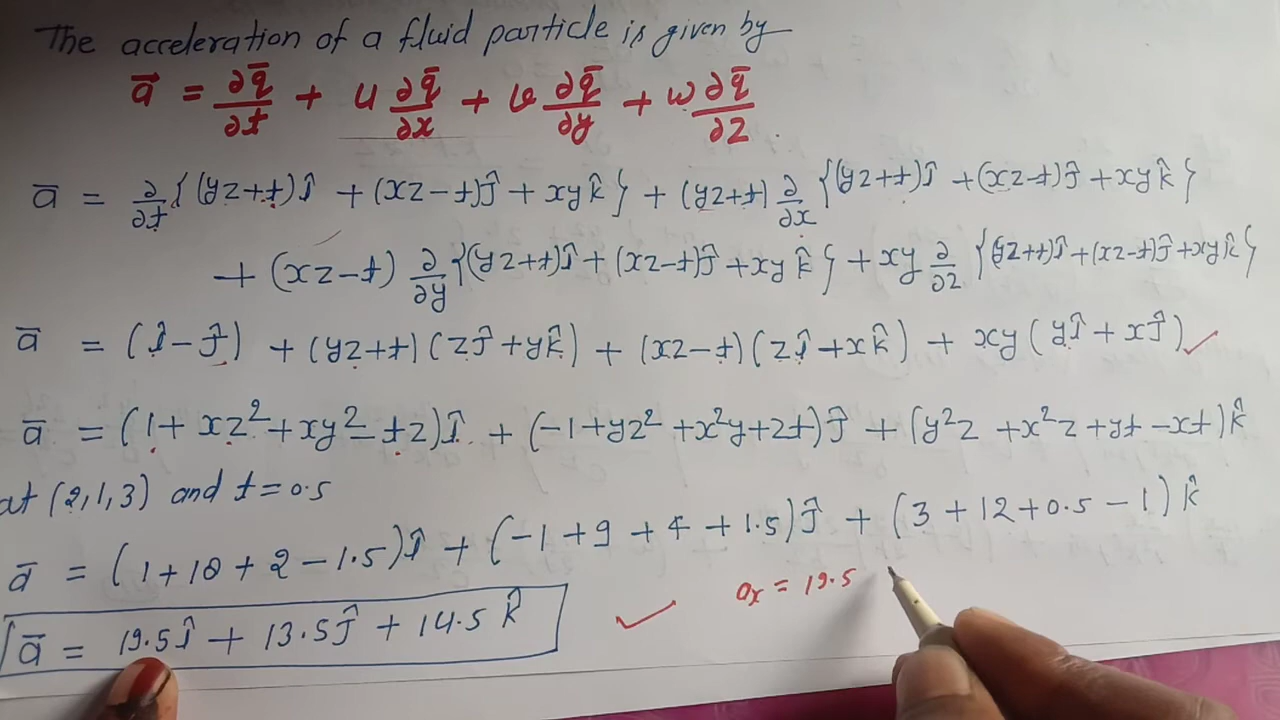 The acceleration of a fluid particle is given by
a⃗ = ∂q̄/∂t + u ∂q̄/∂x + v ∂q̄/∂y + w ∂q̄/∂z
ā = ∂/∂t {(yz+t)î + (xz-t)ĵ + xy k̂} + (yz+t) ∂/∂x {(yz+t)î + (xz-t)ĵ + xy k̂}
+ (xz-t) ∂/∂y {(yz+t)î + (xz-t)ĵ + xy k̂} + xy ∂/∂z {(yz+t)î + (xz-t)ĵ + xy k̂}
ā = (î - ĵ) + (yz+t)(zĵ + yk̂) + (xz-t)(zî + xk̂) + xy(yî + xĵ)
ā = (1 + xz² + xy² - tz)î + (-1 + yz² + x²y + zt)ĵ + (y²z + x²z + yt - xt)k̂
at (2,1,3) and t = 0.5
ā = (1 + 18 + 2 - 1.5)î + (-1 + 9 + 4 + 1.5)ĵ + (3 + 12 + 0.5 - 1)k̂
ā = 19.5î + 13.5ĵ + 14.5k̂
ax = 19.5